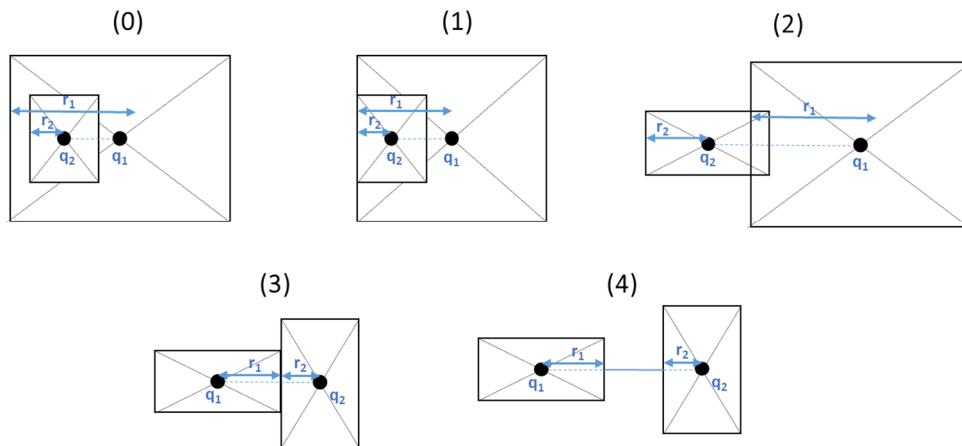 (0)
(1)
(2)
r₁
r₂
q₂
q₁
r₁
r₂
q₂
q₁
r₁
r₂
q₂
q₁
(3)
(4)
r₁
r₂
q₁
q₂
r₁
r₂
q₁
q₂